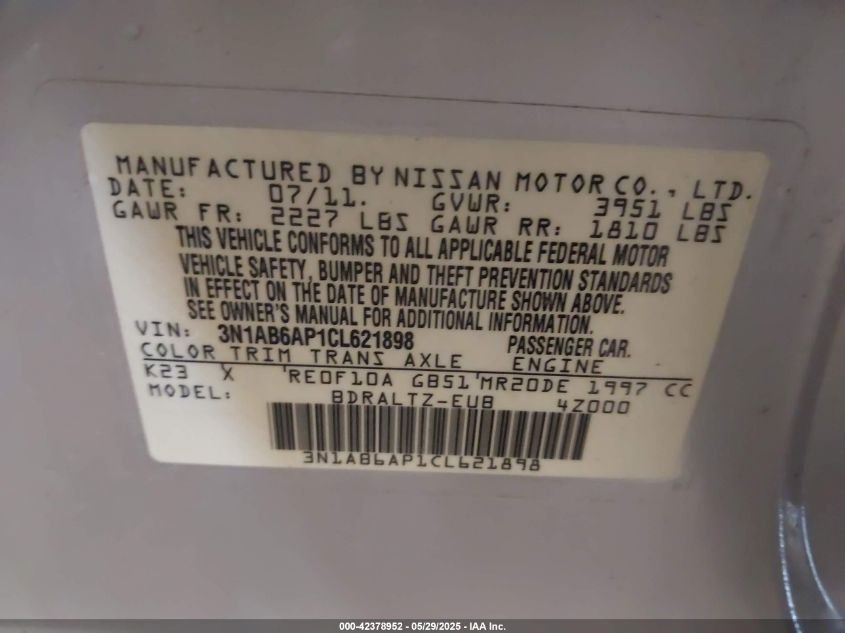 MANUFACTURED BY NISSAN MOTOR CO., LTD.
DATE: 07/11. GVWR: 3951 LBS
GAWR FR: 2227 LBS GAWR RR: 1810 LBS
THIS VEHICLE CONFORMS TO ALL APPLICABLE FEDERAL MOTOR
VEHICLE SAFETY, BUMPER AND THEFT PREVENTION STANDARDS
IN EFFECT ON THE DATE OF MANUFACTURE SHOWN ABOVE.
SEE OWNER'S MANUAL FOR ADDITIONAL INFORMATION.
VIN: 3N1AB6AP1CL621898 PASSENGER CAR.
COLOR TRIM TRANS AXLE ENGINE
K23 X 'RE0F10A GB51'MR20DE 1997 CC
MODEL: BDRALTZ-EUB 4Z000
3N1AB6AP1CL621898
000-42378952 - 05/29/2025 - IAA Inc.